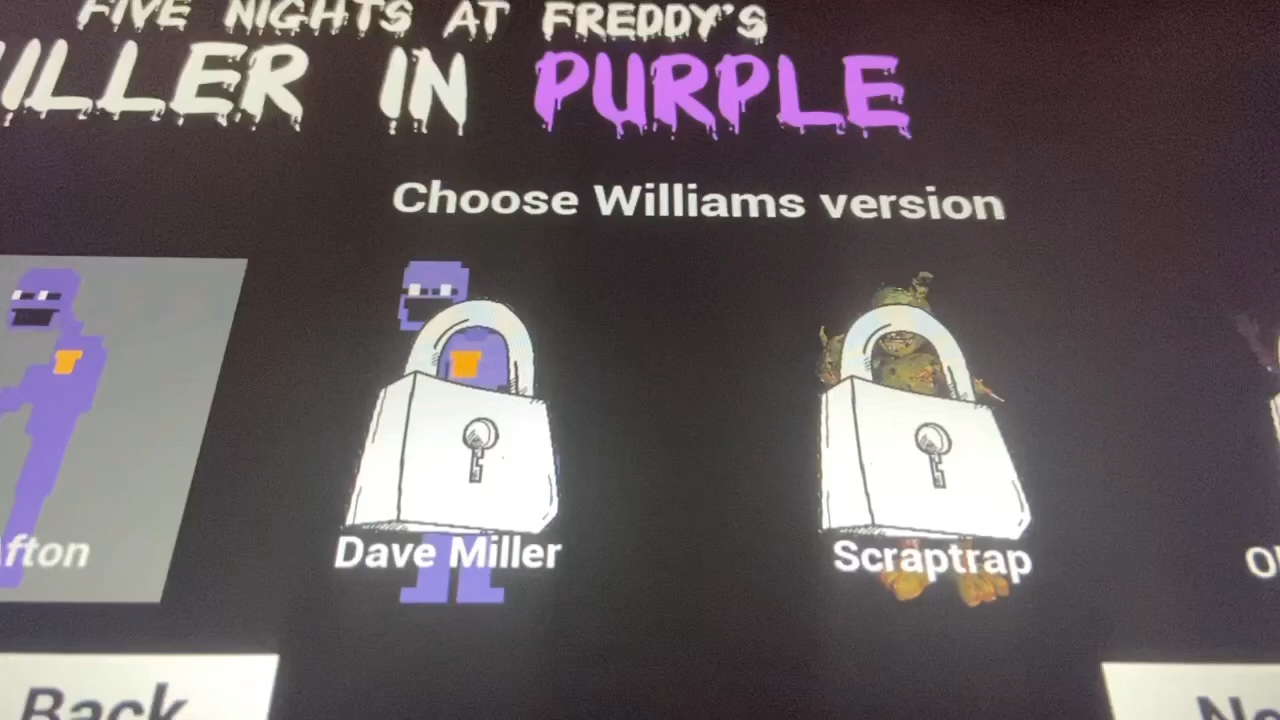 FIVE NIGHTS AT FREDDY'S
ILLER IN PURPLE
Choose Williams version
fton
Dave Miller
Scraptrap
Back